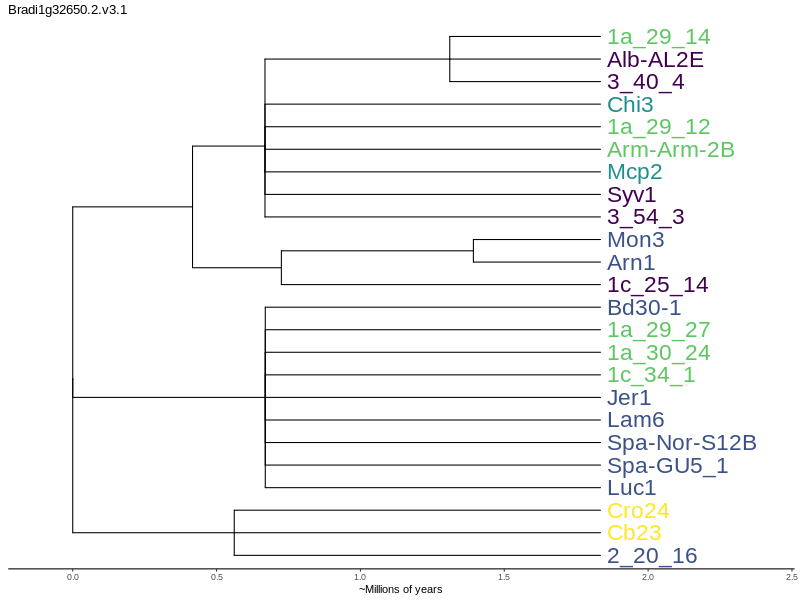 Bradi1g32650.2.v3.1
1a_29_14
Alb-AL2E
3_40_4
Chi3
1a_29_12
Arm-Arm-2B
Mcp2
Syv1
3_54_3
Mon3
Arn1
1c_25_14
Bd30-1
1a_29_27
1a_30_24
1c_34_1
Jer1
Lam6
Spa-Nor-S12B
Spa-GU5_1
Luc1
Cro24
Cb23
2_20_16
0.0 0.5 1.0 1.5 2.0 2.5
~Millions of years